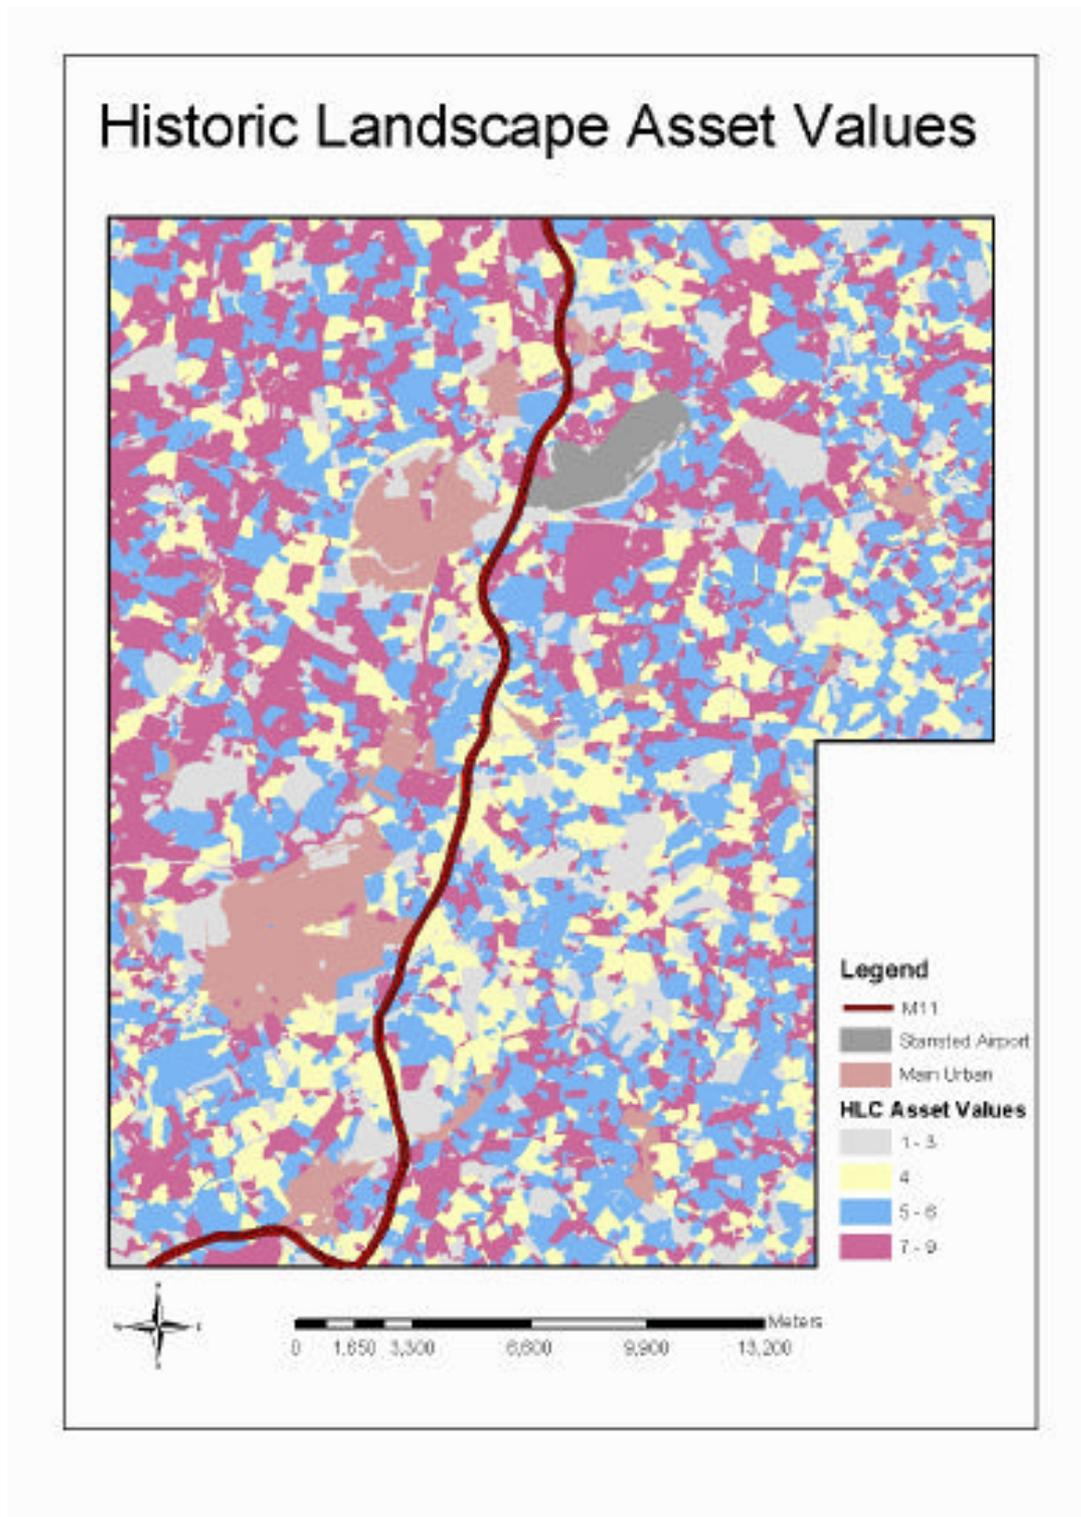 Historic Landscape Asset Values
Legend
M11
Stansted Airport
Main Urban
HLC Asset Values
1 - 3
4
5 - 6
7 - 9
Meters
0 1,650 3,300 6,600 9,900 13,200